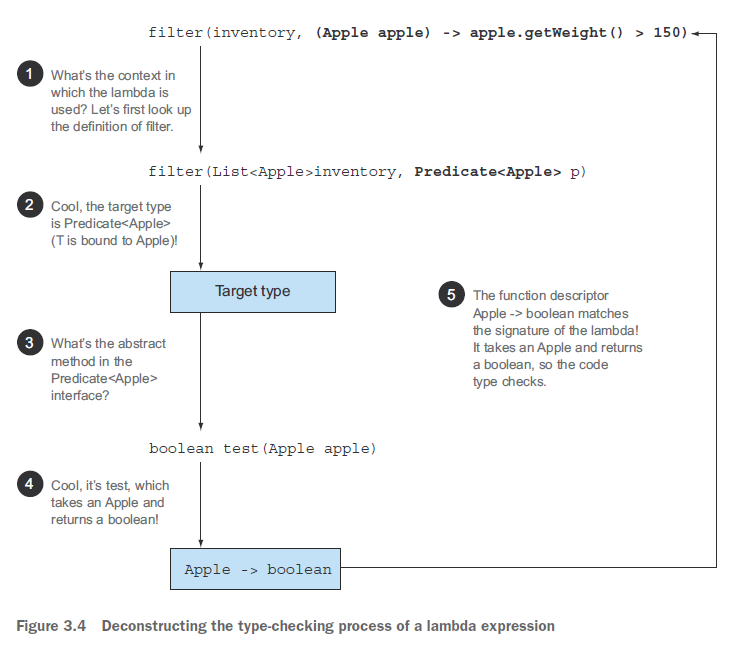 filter(inventory, (Apple apple) -> apple.getWeight() > 150)
1 What's the context in
which the lambda is
used? Let's first look up
the definition of filter.
filter(List<Apple>inventory, Predicate<Apple> p)
2 Cool, the target type
is Predicate<Apple>
(T is bound to Apple)!
Target type
3 What's the abstract
method in the
Predicate<Apple>
interface?
boolean test(Apple apple)
4 Cool, it's test, which
takes an Apple and
returns a boolean!
Apple -> boolean
5 The function descriptor
Apple -> boolean matches
the signature of the lambda!
It takes an Apple and returns
a boolean, so the code
type checks.
Figure 3.4 Deconstructing the type-checking process of a lambda expression